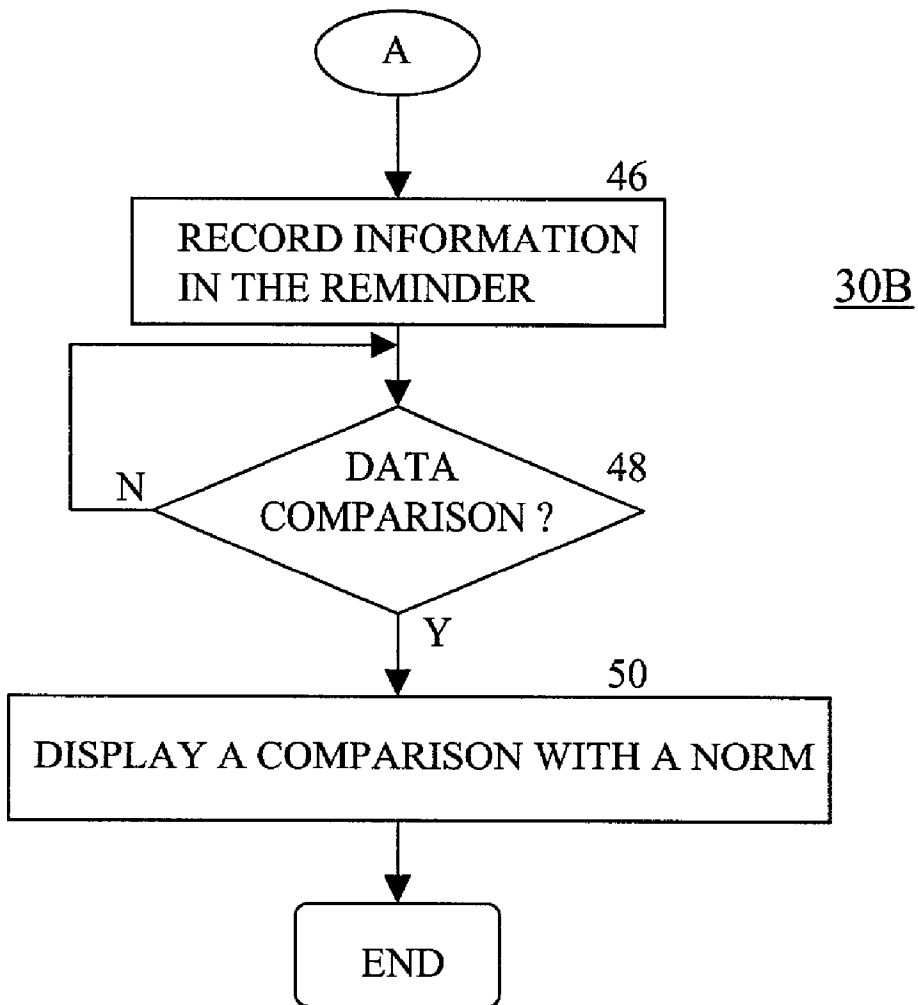 A
46
RECORD INFORMATION
IN THE REMINDER
30B
DATA
COMPARISON ?
48
N
Y
50
DISPLAY A COMPARISON WITH A NORM
END